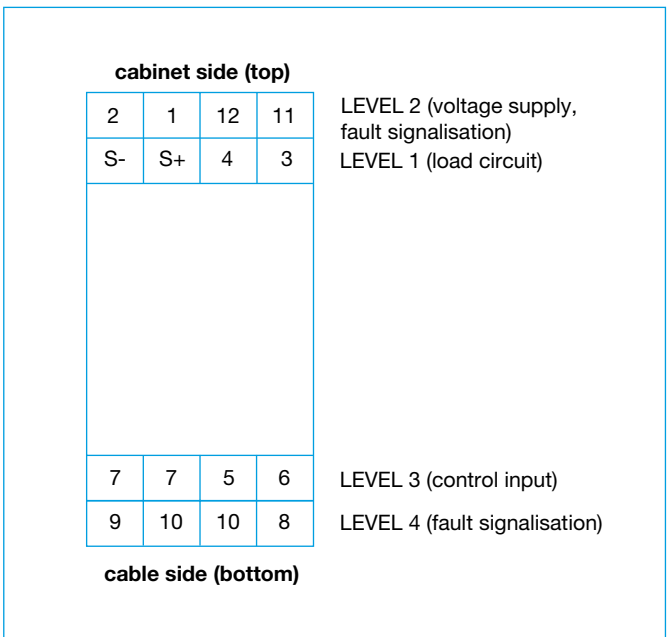 cabinet side (top)
2 1 12 11 LEVEL 2 (voltage supply,
fault signalisation)
S- S+ 4 3 LEVEL 1 (load circuit)
7 7 5 6 LEVEL 3 (control input)
9 10 10 8 LEVEL 4 (fault signalisation)
cable side (bottom)